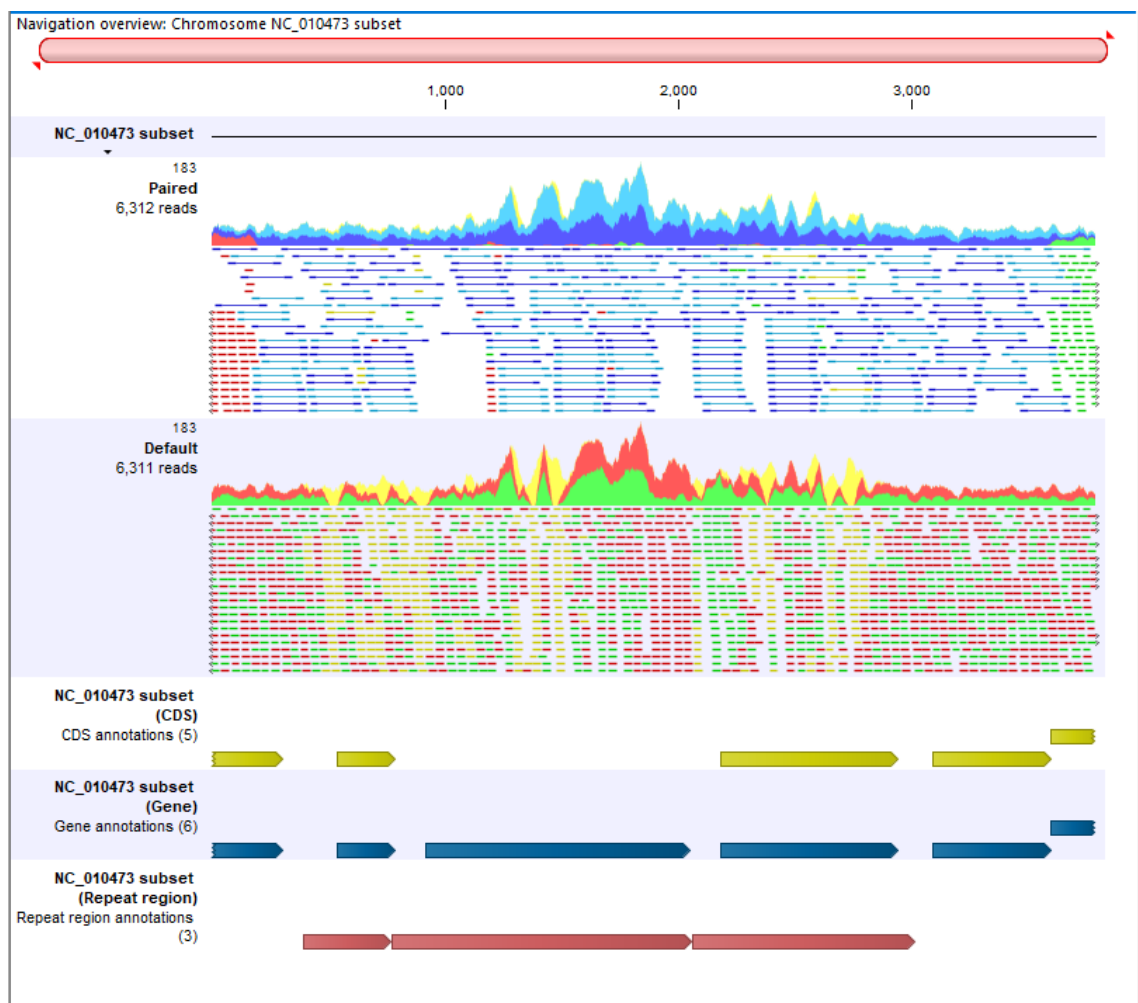 Navigation overview: Chromosome NC_010473 subset
1,000 2,000 3,000
NC_010473 subset
183
Paired
6,312 reads
183
Default
6,311 reads
NC_010473 subset
(CDS)
CDS annotations (5)
NC_010473 subset
(Gene)
Gene annotations (6)
NC_010473 subset
(Repeat region)
Repeat region annotations
(3)